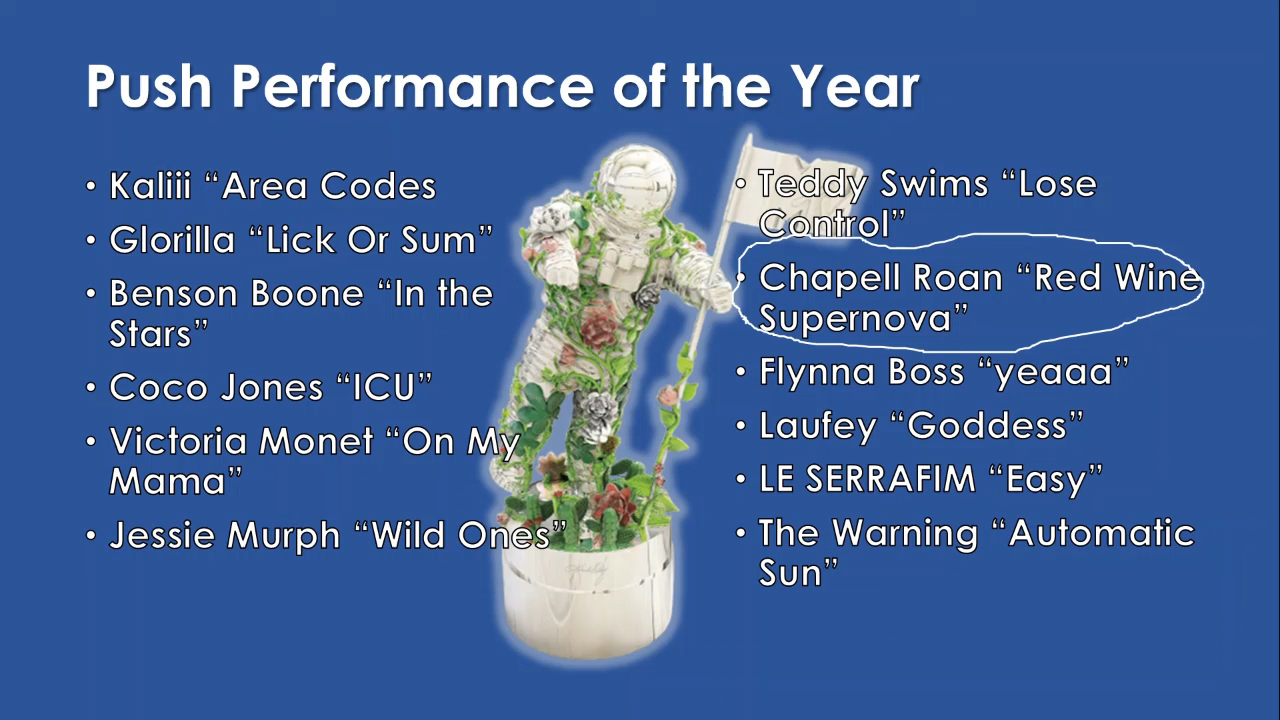 Push Performance of the Year
• Kaliii “Area Codes
• Glorilla “Lick Or Sum”
• Benson Boone “In the
Stars”
• Coco Jones “ICU”
• Victoria Monet “On My
Mama”
• Jessie Murph “Wild Ones”
• Teddy Swims “Lose
Control”
• Chapell Roan “Red Wine
Supernova”
• Flynna Boss “yeaaa”
• Laufey “Goddess”
• LE SERRAFIM “Easy”
• The Warning “Automatic
Sun”